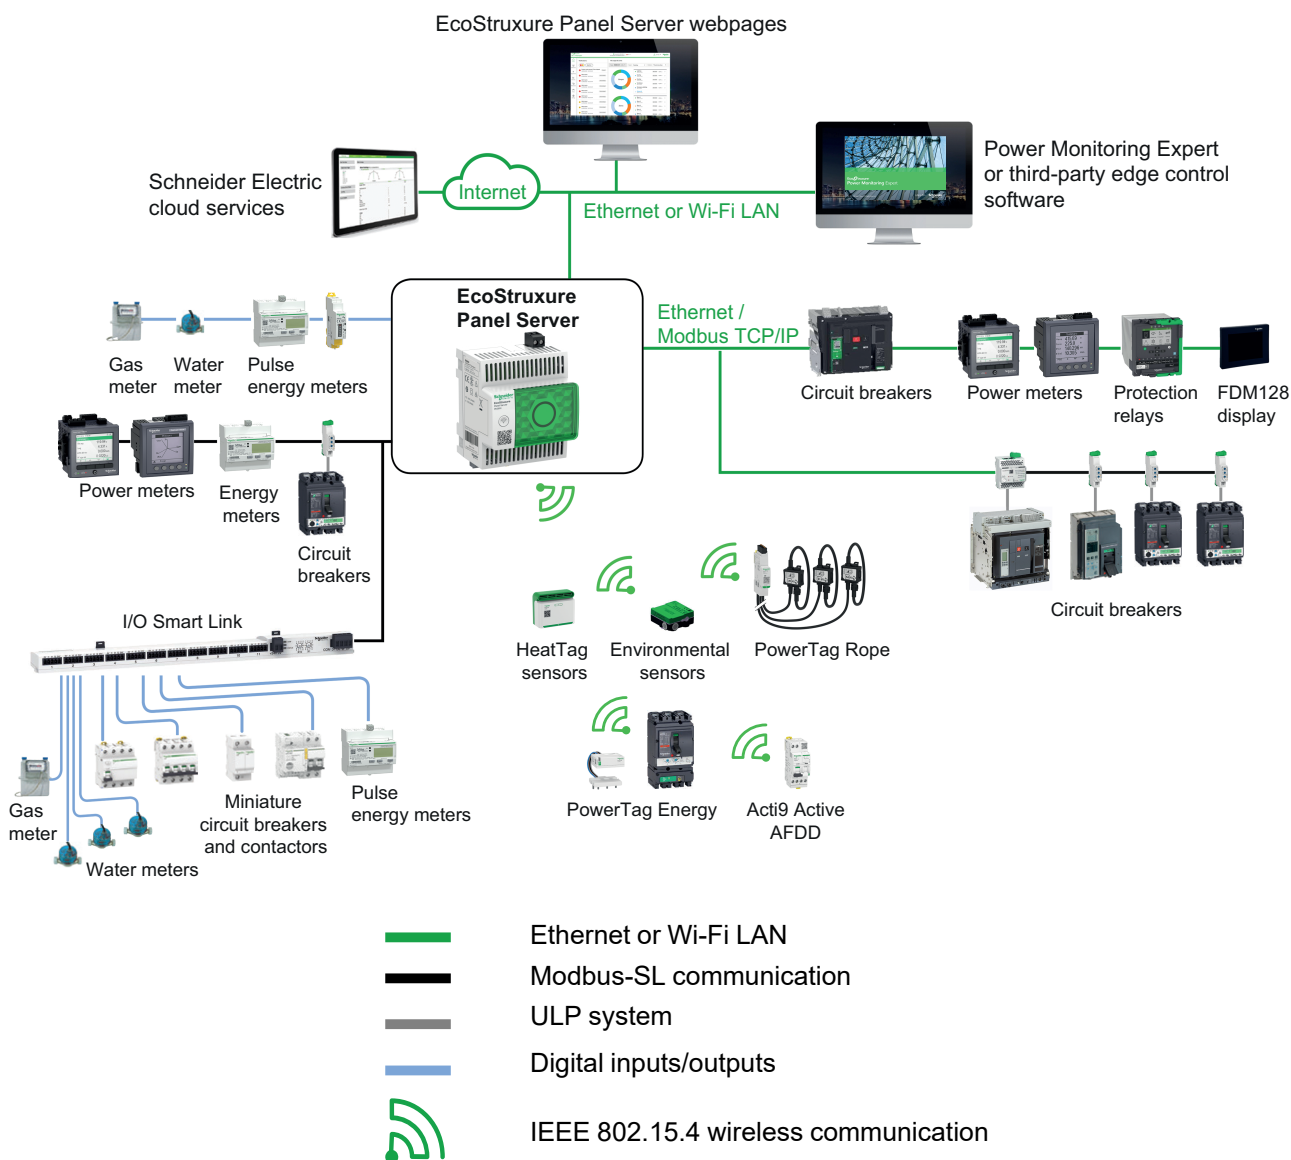 EcoStruxure Panel Server webpages
Schneider Electric
cloud services
Internet
Ethernet or Wi-Fi LAN
Power Monitoring Expert
or third-party edge control
software
EcoStruxure
Panel Server
Ethernet /
Modbus TCP/IP
Gas
meter
Water
meter
Pulse
energy meters
Circuit breakers
Power meters
Protection
relays
FDM128
display
Power meters
Energy
meters
Circuit
breakers
Circuit breakers
I/O Smart Link
HeatTag
sensors
Environmental
sensors
PowerTag Rope
PowerTag Energy
Acti9 Active
AFDD
Gas
meter
Water meters
Miniature
circuit breakers
and contactors
Pulse
energy meters
Ethernet or Wi-Fi LAN
Modbus-SL communication
ULP system
Digital inputs/outputs
IEEE 802.15.4 wireless communication